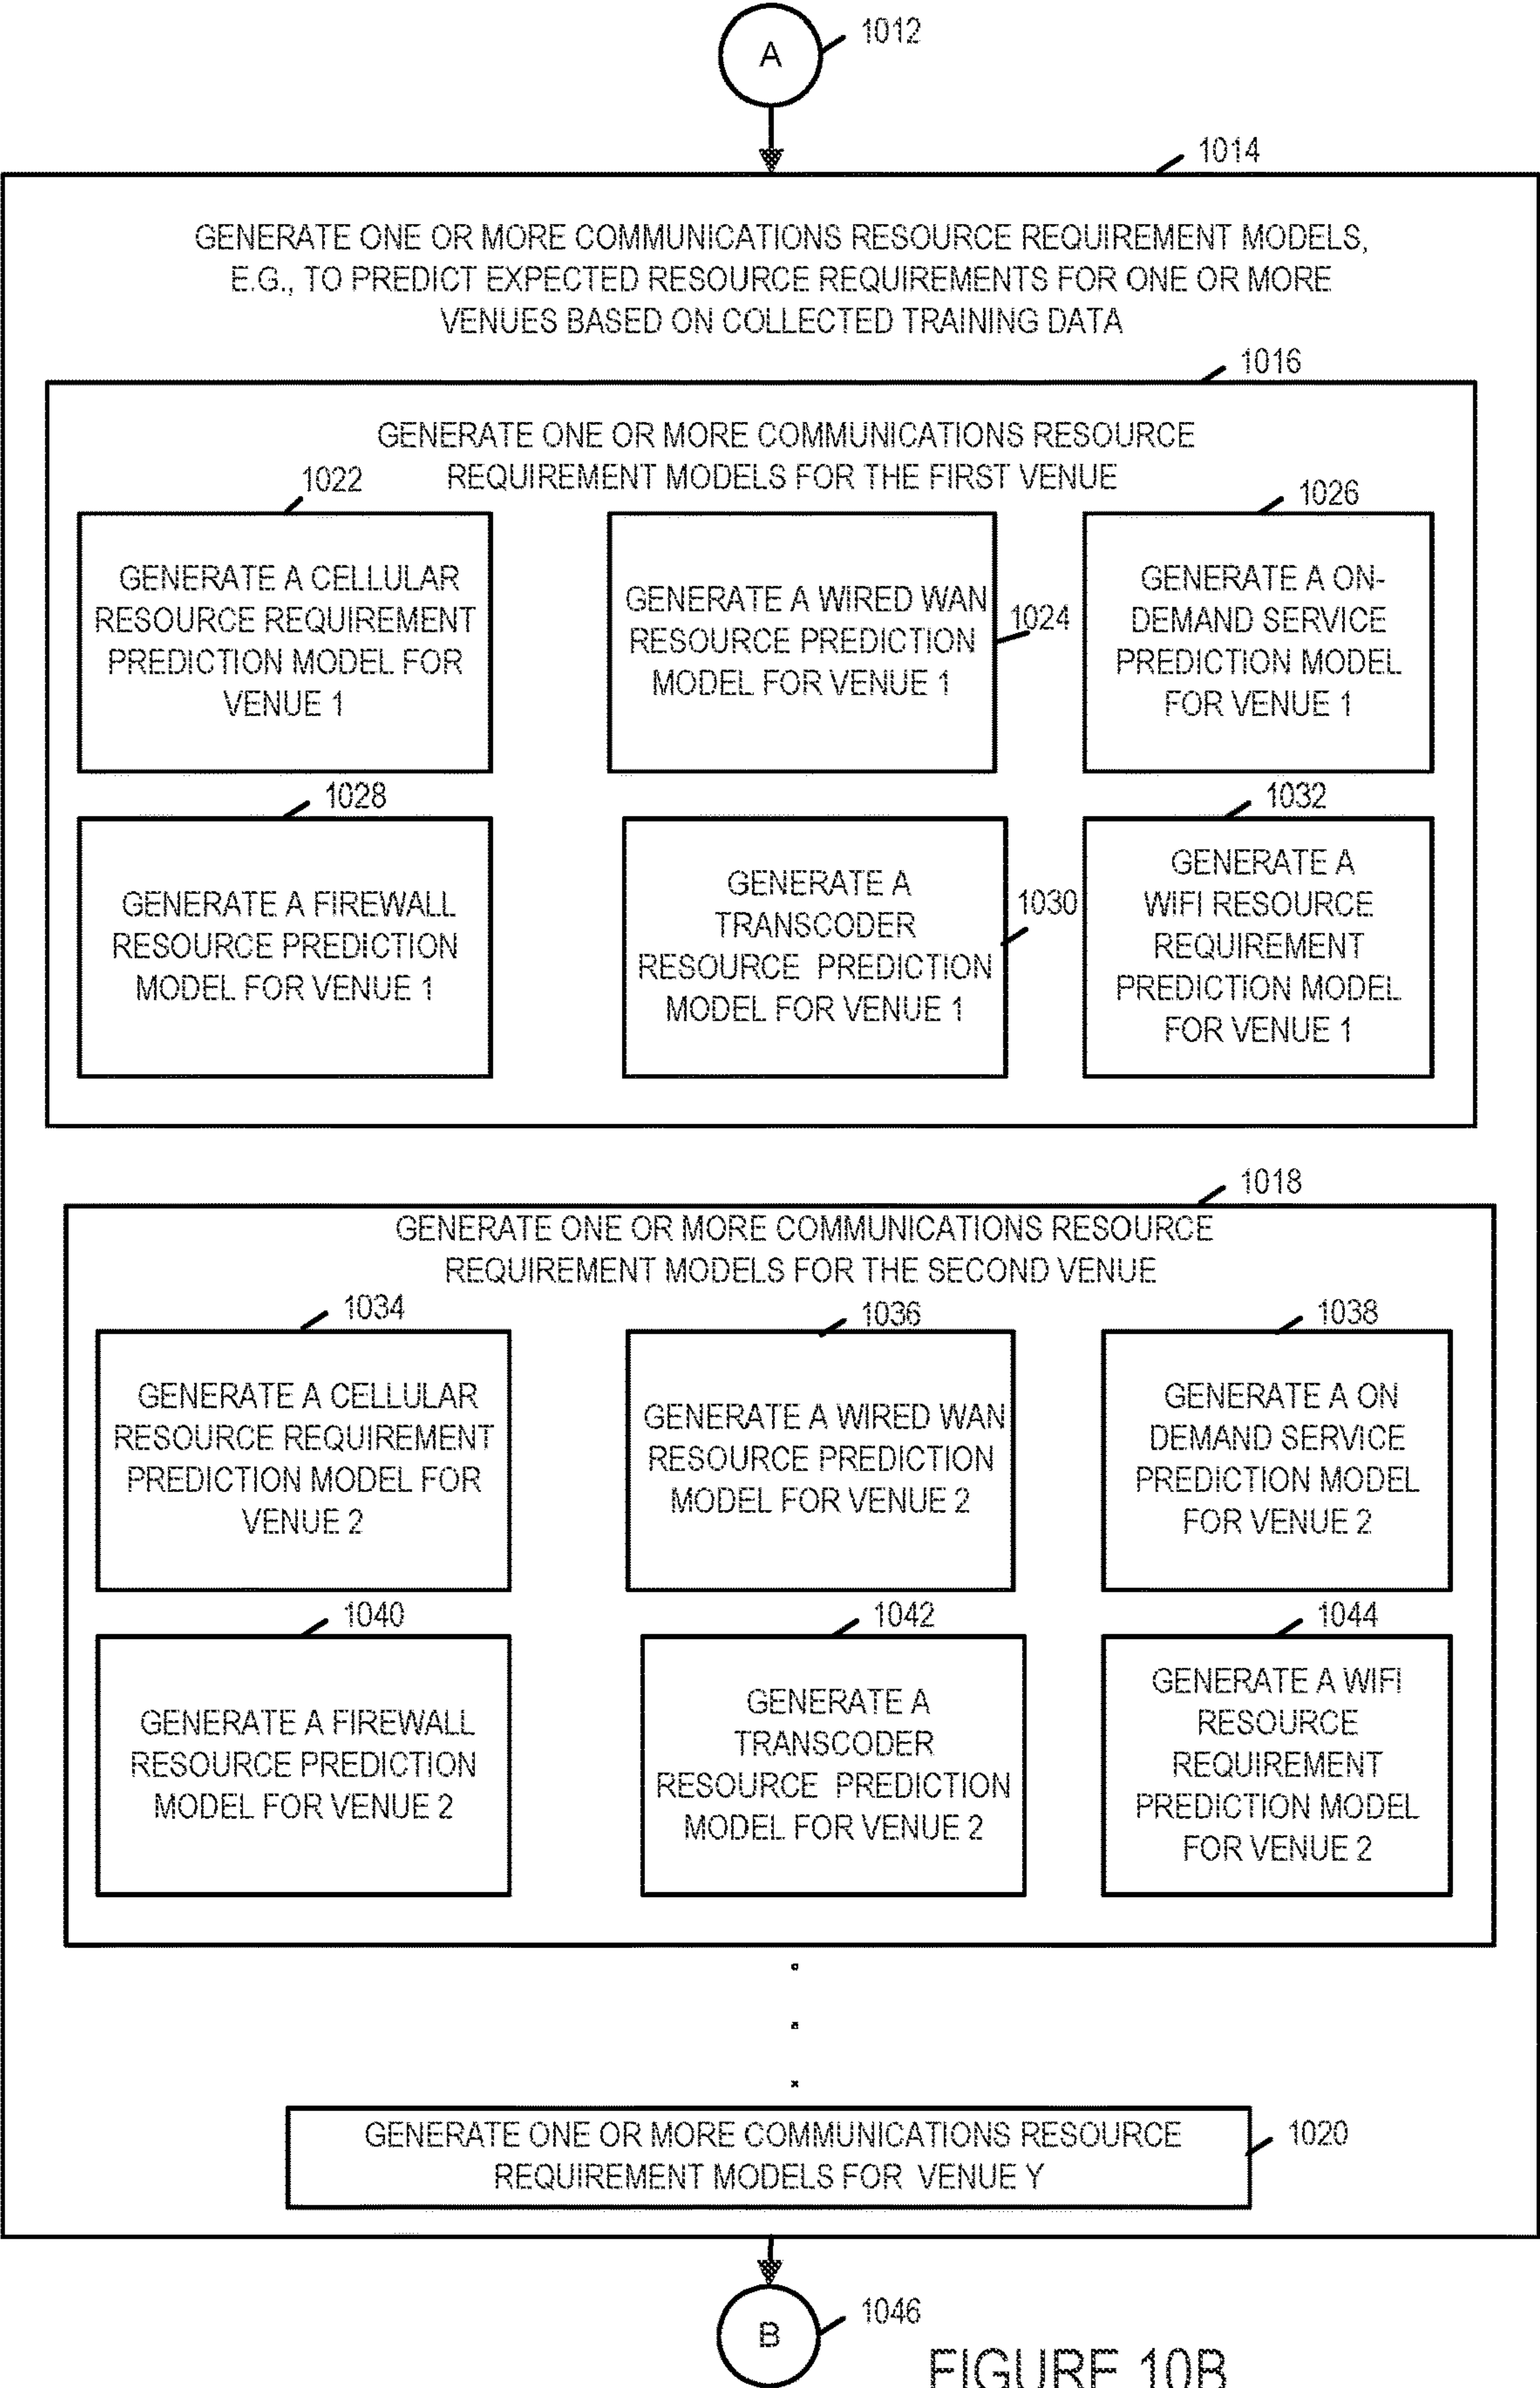 A
1012
1014
GENERATE ONE OR MORE COMMUNICATIONS RESOURCE REQUIREMENT MODELS,
E.G., TO PREDICT EXPECTED RESOURCE REQUIREMENTS FOR ONE OR MORE
VENUES BASED ON COLLECTED TRAINING DATA
1016
GENERATE ONE OR MORE COMMUNICATIONS RESOURCE
REQUIREMENT MODELS FOR THE FIRST VENUE
1022
GENERATE A CELLULAR
RESOURCE REQUIREMENT
PREDICTION MODEL FOR
VENUE 1
GENERATE A WIRED WAN
RESOURCE PREDICTION
MODEL FOR VENUE 1
1024
1026
GENERATE A ON-
DEMAND SERVICE
PREDICTION MODEL
FOR VENUE 1
1028
GENERATE A FIREWALL
RESOURCE PREDICTION
MODEL FOR VENUE 1
GENERATE A
TRANSCODER
RESOURCE PREDICTION
MODEL FOR VENUE 1
1030
1032
GENERATE A
WIFI RESOURCE
REQUIREMENT
PREDICTION MODEL
FOR VENUE 1
1018
GENERATE ONE OR MORE COMMUNICATIONS RESOURCE
REQUIREMENT MODELS FOR THE SECOND VENUE
1034
GENERATE A CELLULAR
RESOURCE REQUIREMENT
PREDICTION MODEL FOR
VENUE 2
1036
GENERATE A WIRED WAN
RESOURCE PREDICTION
MODEL FOR VENUE 2
1038
GENERATE A ON
DEMAND SERVICE
PREDICTION MODEL
FOR VENUE 2
1040
GENERATE A FIREWALL
RESOURCE PREDICTION
MODEL FOR VENUE 2
1042
GENERATE A
TRANSCODER
RESOURCE PREDICTION
MODEL FOR VENUE 2
1044
GENERATE A WIFI
RESOURCE
REQUIREMENT
PREDICTION MODEL
FOR VENUE 2
GENERATE ONE OR MORE COMMUNICATIONS RESOURCE
REQUIREMENT MODELS FOR VENUE Y
1020
B
1046
FIGURE 10B